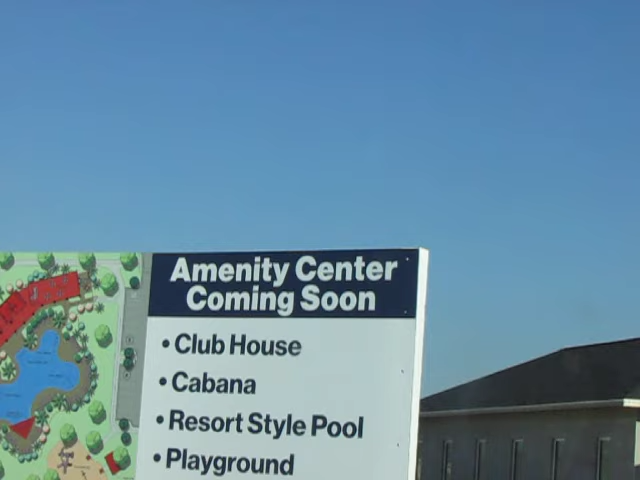 Amenity Center
Coming Soon
• Club House
• Cabana
• Resort Style Pool
• Playground